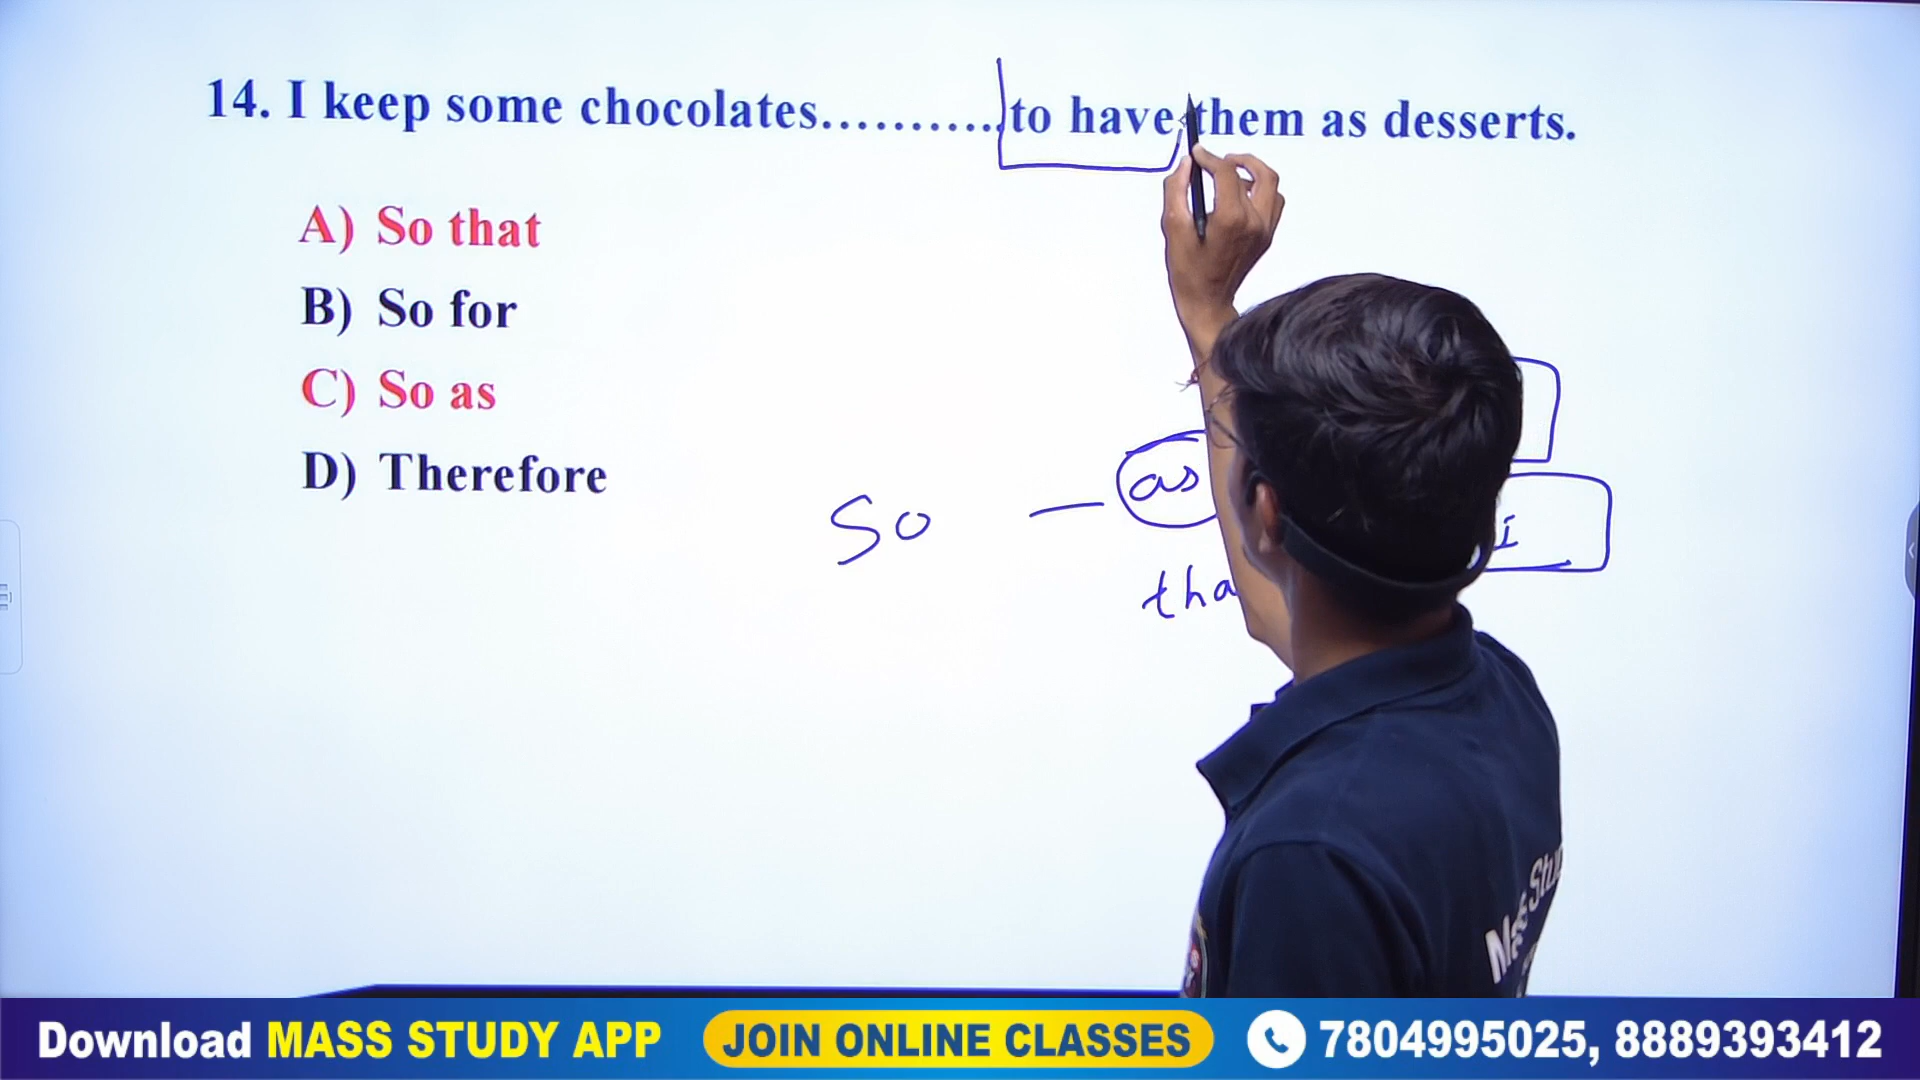 14. I keep some chocolates...........to have them as desserts.
A) So that
B) So for
C) So as
D) Therefore
So — as
I
Download MASS STUDY APP
JOIN ONLINE CLASSES
7804995025, 8889393412